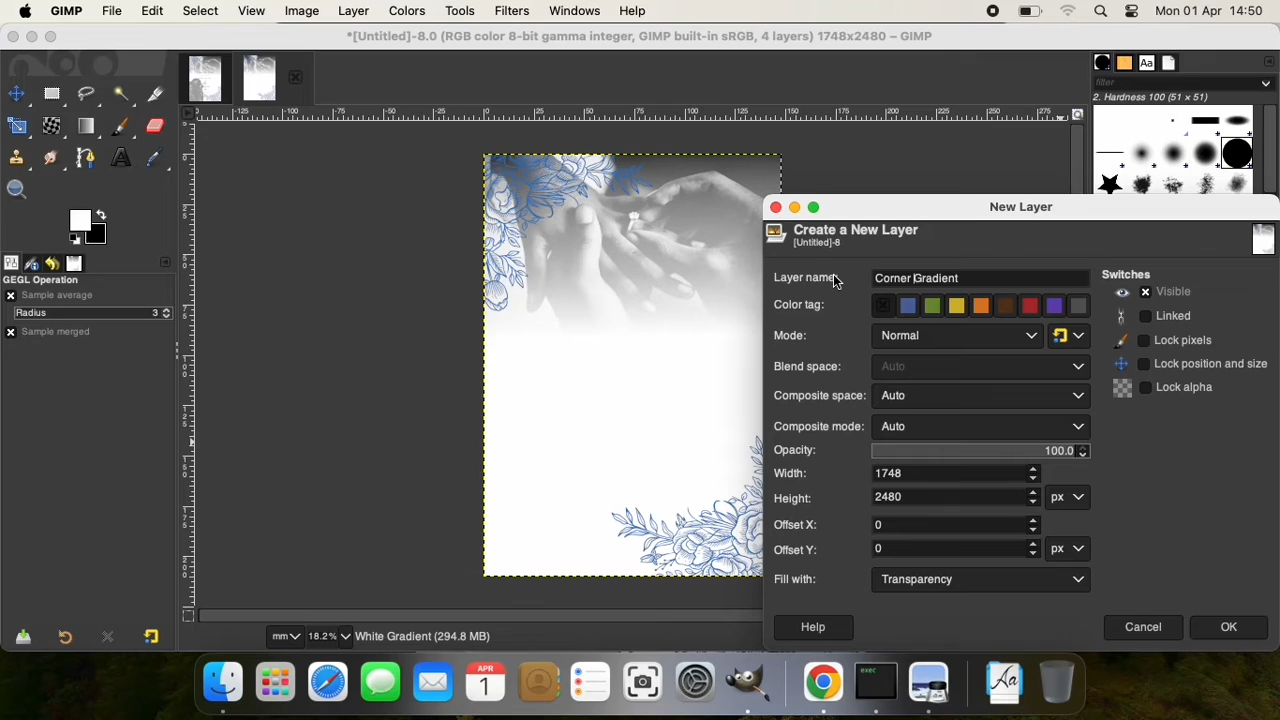 GIMP File Edit Select View Image Layer Colors Tools Filters Windows Help Mon 01 Apr 14:50
*[Untitled]-8.0 (RGB color 8-bit gamma integer, GIMP built-in sRGB, 4 layers) 1748x2480 – GIMP
filter
2. Hardness 100 (51 × 51)
GEGL Operation
Sample average
Radius 3
Sample merged
New Layer
Create a New Layer
[Untitled]-8
Layer name: Corner Gradient
Color tag:
Mode: Normal
Blend space: Auto
Composite space: Auto
Composite mode: Auto
Opacity: 100.0
Width: 1748
Height: 2480 px
Offset X: 0
Offset Y: 0 px
Fill with: Transparency
Switches
Visible
Linked
Lock pixels
Lock position and size
Lock alpha
Help Cancel OK
mm 18.2% White Gradient (294.8 MB)
APR
1
exec